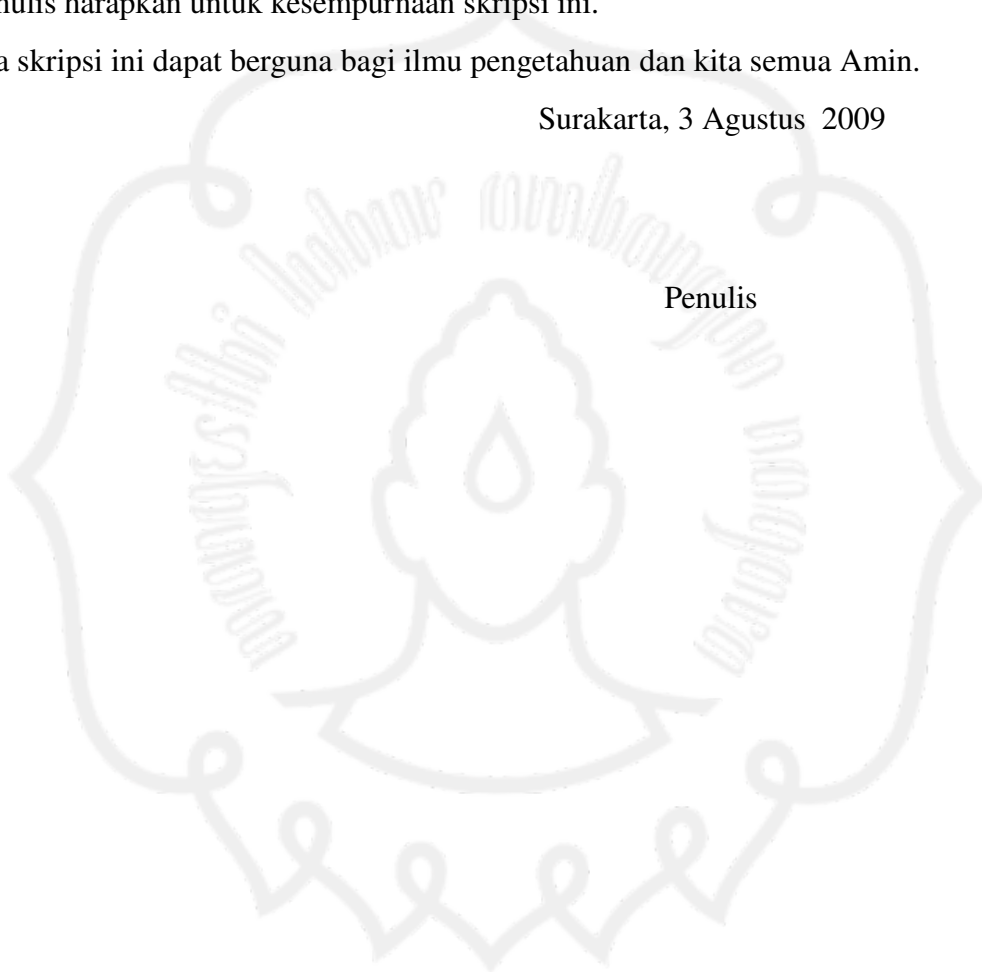 nulis harapkan untuk kesempurnaan skripsi ini.
a skripsi ini dapat berguna bagi ilmu pengetahuan dan kita semua Amin.
Surakarta, 3 Agustus 2009
Penulis